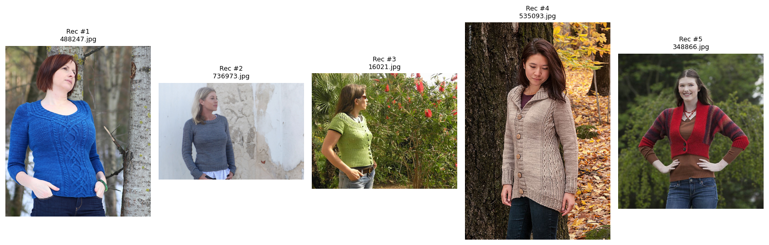 Rec #1
488247.jpg
Rec #2
736973.jpg
Rec #3
16021.jpg
Rec #4
535093.jpg
Rec #5
348866.jpg